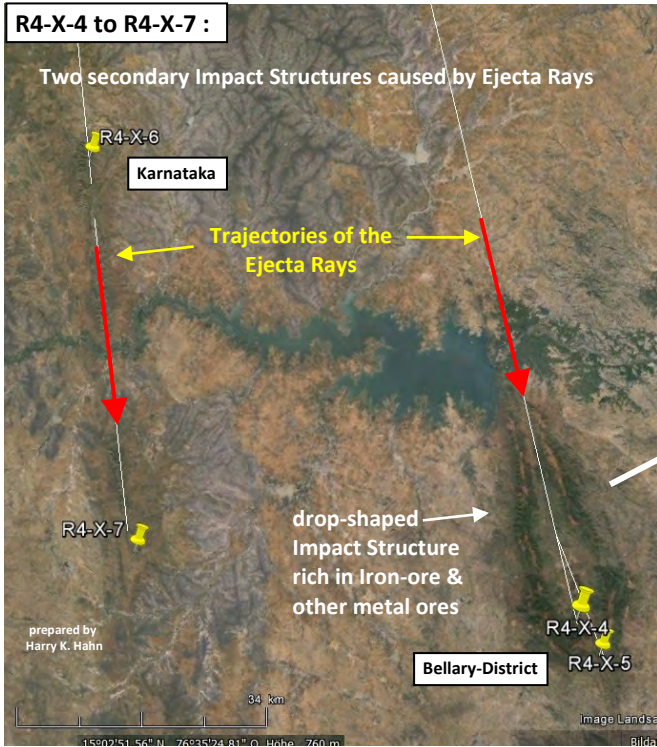 R4-X-4 to R4-X-7 :
Two secondary Impact Structures caused by Ejecta Rays
R4-X-6
Karnataka
Trajectories of the
Ejecta Rays
R4-X-7
drop-shaped
Impact Structure
rich in Iron-ore &
other metal ores
R4-X-4
R4-X-5
prepared by
Harry K. Hahn
Bellary-District
34 km
Image Landsa
15°02'51.56" N 76°35'24.81" O Höhe 760 m
Bilda